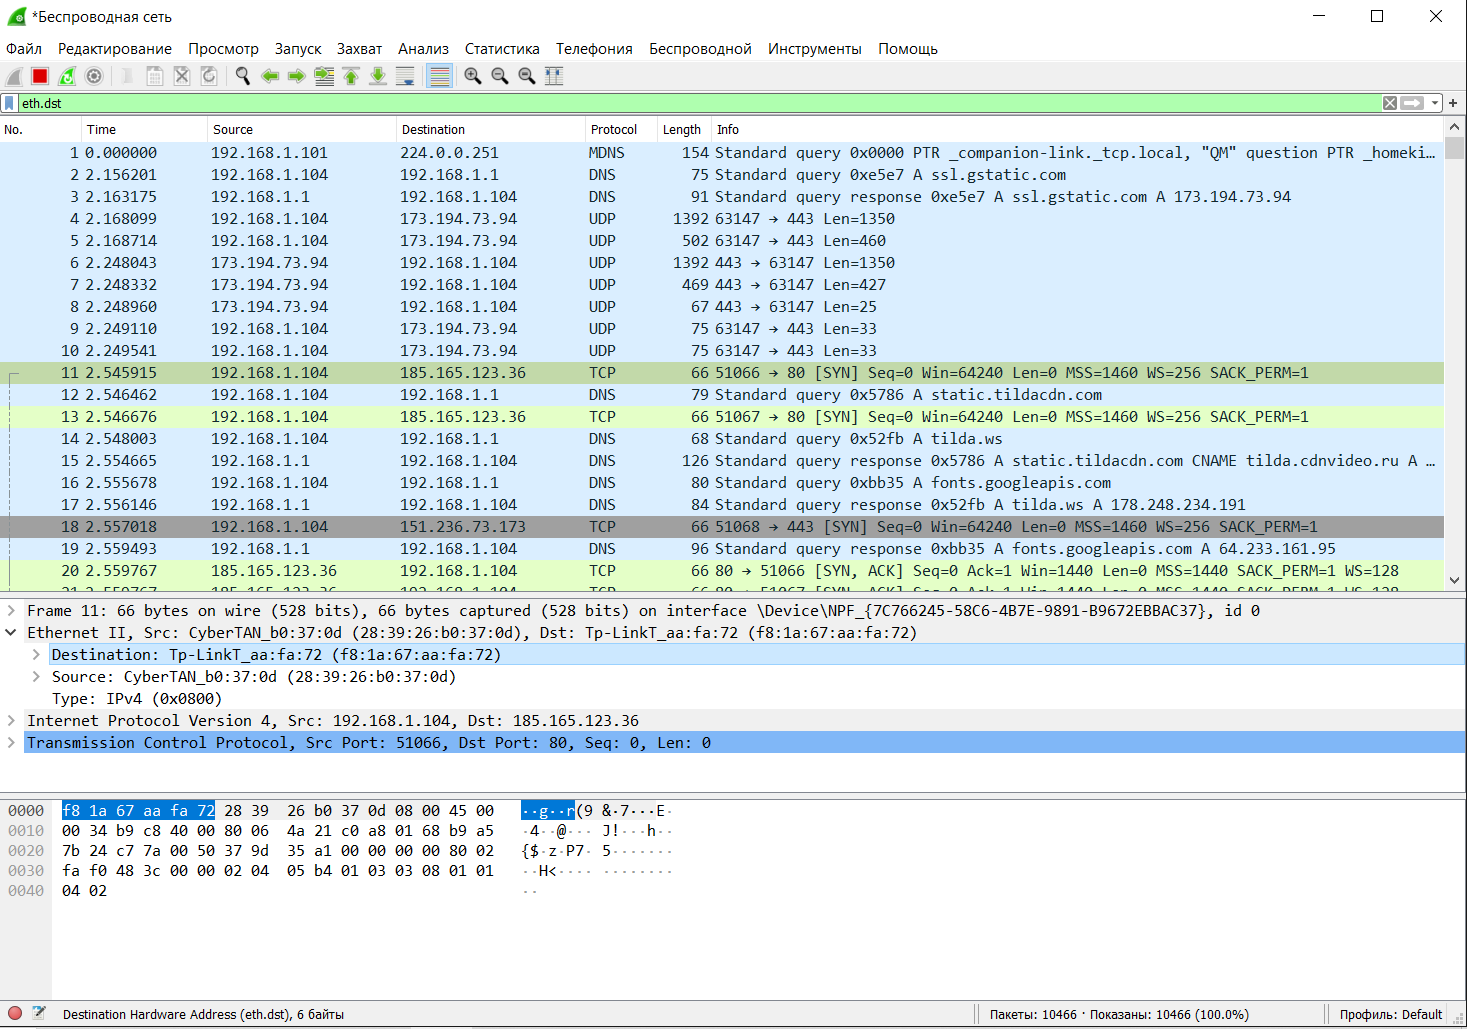 *Беспроводная сеть
Файл Редактирование Просмотр Запуск Захват Анализ Статистика Телефония Беспроводной Инструменты Помощь
eth.dst
No. Time Source Destination Protocol Length Info
1 0.000000 192.168.1.101 224.0.0.251 MDNS 154 Standard query 0x0000 PTR _companion-link._tcp.local, "QM" question PTR _homeki…
2 2.156201 192.168.1.104 192.168.1.1 DNS 75 Standard query 0xe5e7 A ssl.gstatic.com
3 2.163175 192.168.1.1 192.168.1.104 DNS 91 Standard query response 0xe5e7 A ssl.gstatic.com A 173.194.73.94
4 2.168099 192.168.1.104 173.194.73.94 UDP 1392 63147 → 443 Len=1350
5 2.168714 192.168.1.104 173.194.73.94 UDP 502 63147 → 443 Len=460
6 2.248043 173.194.73.94 192.168.1.104 UDP 1392 443 → 63147 Len=1350
7 2.248332 173.194.73.94 192.168.1.104 UDP 469 443 → 63147 Len=427
8 2.248960 173.194.73.94 192.168.1.104 UDP 67 443 → 63147 Len=25
9 2.249110 192.168.1.104 173.194.73.94 UDP 75 63147 → 443 Len=33
10 2.249541 192.168.1.104 173.194.73.94 UDP 75 63147 → 443 Len=33
11 2.545915 192.168.1.104 185.165.123.36 TCP 66 51066 → 80 [SYN] Seq=0 Win=64240 Len=0 MSS=1460 WS=256 SACK_PERM=1
12 2.546462 192.168.1.104 192.168.1.1 DNS 79 Standard query 0x5786 A static.tildacdn.com
13 2.546676 192.168.1.104 185.165.123.36 TCP 66 51067 → 80 [SYN] Seq=0 Win=64240 Len=0 MSS=1460 WS=256 SACK_PERM=1
14 2.548003 192.168.1.104 192.168.1.1 DNS 68 Standard query 0x52fb A tilda.ws
15 2.554665 192.168.1.1 192.168.1.104 DNS 126 Standard query response 0x5786 A static.tildacdn.com CNAME tilda.cdnvideo.ru A …
16 2.555678 192.168.1.104 192.168.1.1 DNS 80 Standard query 0xbb35 A fonts.googleapis.com
17 2.556146 192.168.1.1 192.168.1.104 DNS 84 Standard query response 0x52fb A tilda.ws A 178.248.234.191
18 2.557018 192.168.1.104 151.236.73.173 TCP 66 51068 → 443 [SYN] Seq=0 Win=64240 Len=0 MSS=1460 WS=256 SACK_PERM=1
19 2.559493 192.168.1.1 192.168.1.104 DNS 96 Standard query response 0xbb35 A fonts.googleapis.com A 64.233.161.95
20 2.559767 185.165.123.36 192.168.1.104 TCP 66 80 → 51066 [SYN, ACK] Seq=0 Ack=1 Win=1440 Len=0 MSS=1440 SACK_PERM=1 WS=128
Frame 11: 66 bytes on wire (528 bits), 66 bytes captured (528 bits) on interface \Device\NPF_{7C766245-58C6-4B7E-9891-B9672EBBAC37}, id 0
Ethernet II, Src: CyberTAN_b0:37:0d (28:39:26:b0:37:0d), Dst: Tp-LinkT_aa:fa:72 (f8:1a:67:aa:fa:72)
Destination: Tp-LinkT_aa:fa:72 (f8:1a:67:aa:fa:72)
Source: CyberTAN_b0:37:0d (28:39:26:b0:37:0d)
Type: IPv4 (0x0800)
Internet Protocol Version 4, Src: 192.168.1.104, Dst: 185.165.123.36
Transmission Control Protocol, Src Port: 51066, Dst Port: 80, Seq: 0, Len: 0
0000 f8 1a 67 aa fa 72 28 39 26 b0 37 0d 08 00 45 00 ··g··r(9 &·7···E·
0010 00 34 b9 c8 40 00 80 06 4a 21 c0 a8 01 68 b9 a5 ·4··@··· J!···h··
0020 7b 24 c7 7a 00 50 37 9d 35 a1 00 00 00 00 80 02 {$·z·P7· 5·······
0030 fa f0 48 3c 00 00 02 04 05 b4 01 03 03 08 01 01 ··H<···· ········
0040 04 02 ··
Destination Hardware Address (eth.dst), 6 байты Пакеты: 10466 · Показаны: 10466 (100.0%) Профиль: Default